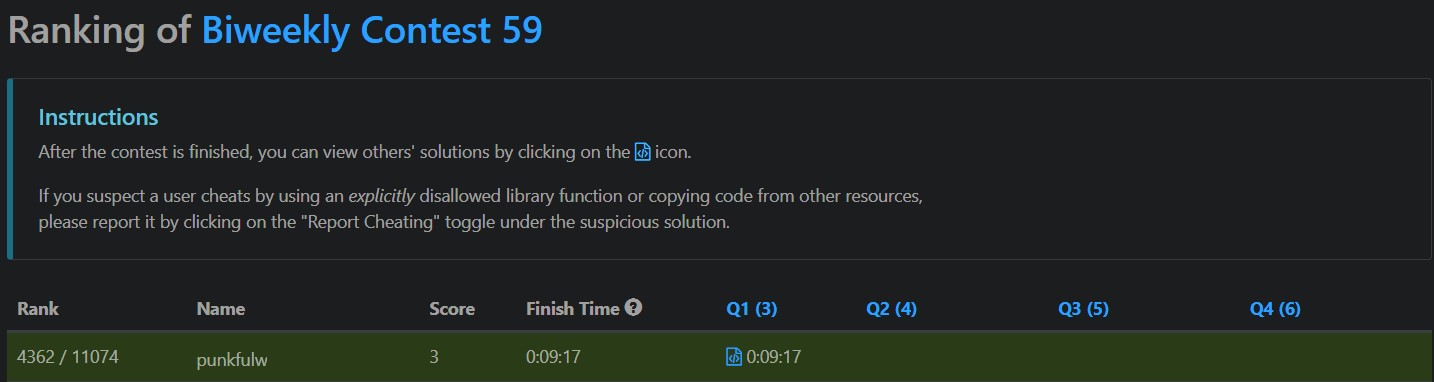 Ranking of Biweekly Contest 59
Instructions
After the contest is finished, you can view others' solutions by clicking on the icon.
If you suspect a user cheats by using an explicitly disallowed library function or copying code from other resources,
please report it by clicking on the "Report Cheating" toggle under the suspicious solution.
Rank Name Score Finish Time Q1 (3) Q2 (4) Q3 (5) Q4 (6)
4362 / 11074 punkfulw 3 0:09:17 0:09:17